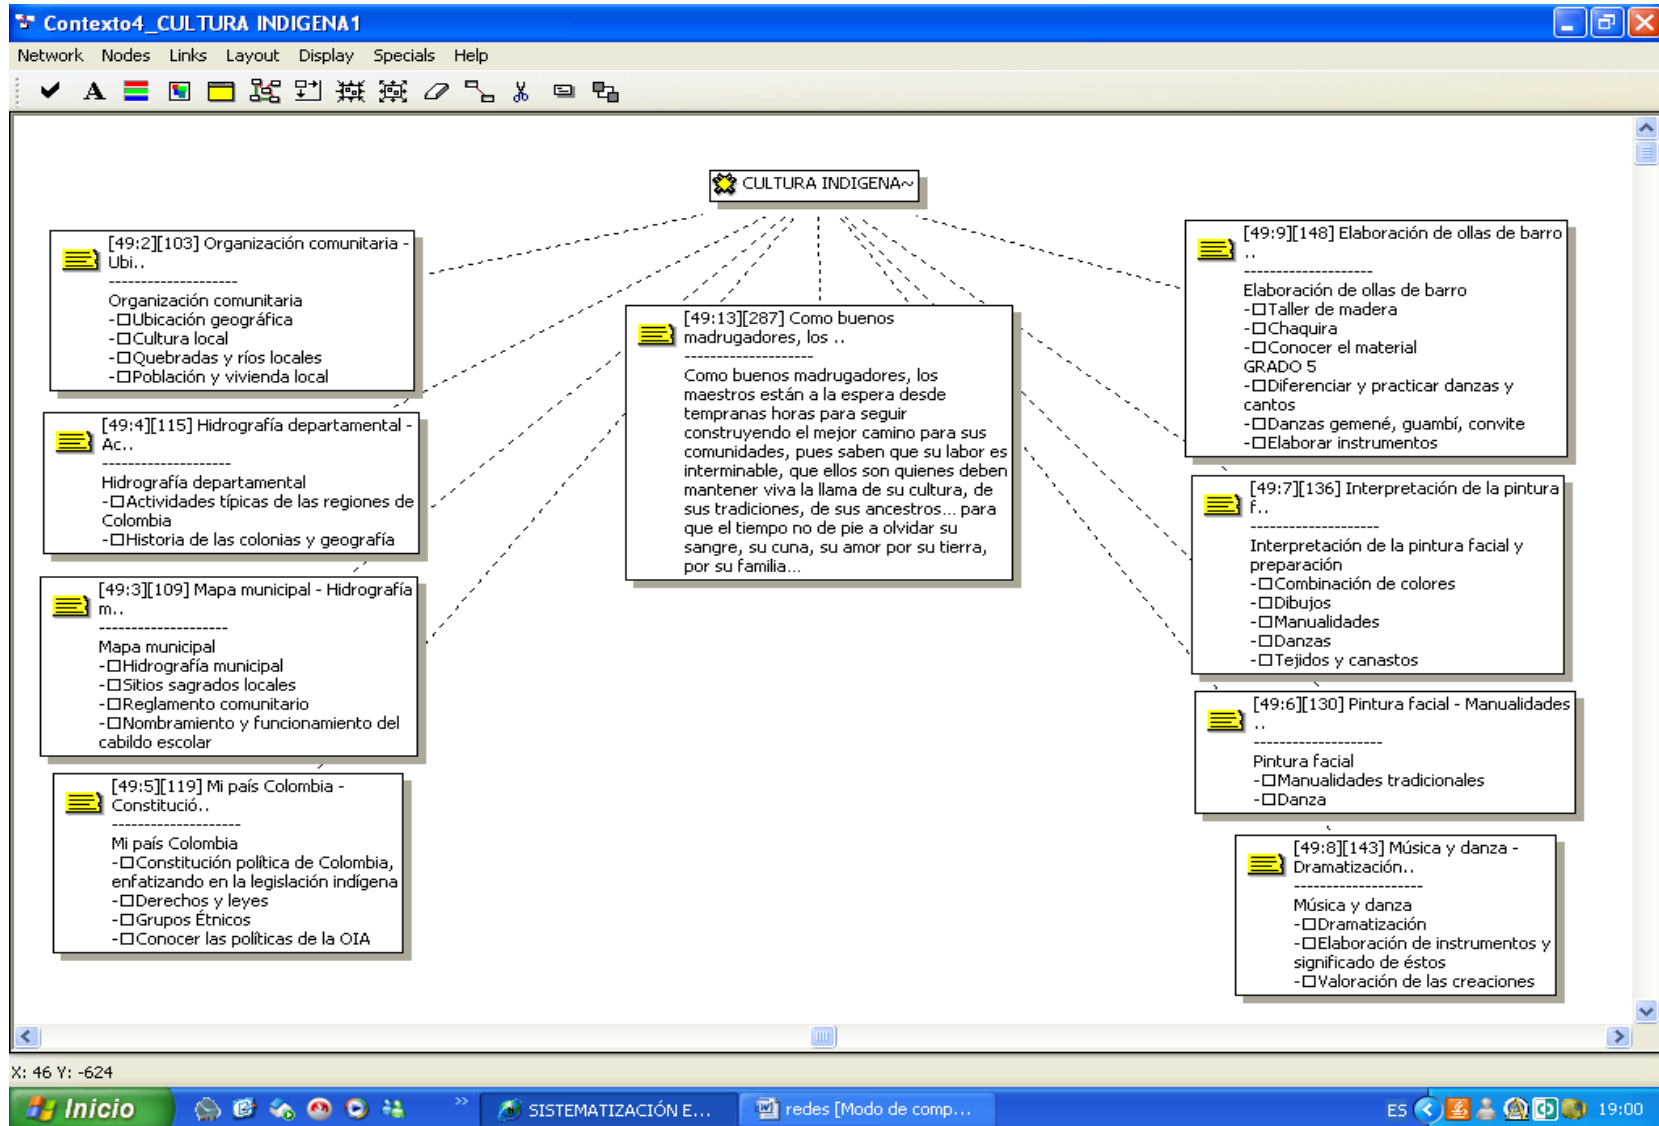 Contexto4_CULTURA INDIGENA1
Network Nodes Links Layout Display Specials Help
A
CULTURA INDIGENA~
[49:2][103] Organización comunitaria -
Ubi..
--------------------
Organización comunitaria
-□Ubicación geográfica
-□Cultura local
-□Quebradas y ríos locales
-□Población y vivienda local
[49:4][115] Hidrografía departamental -
Ac..
--------------------
Hidrografía departamental
-□Actividades típicas de las regiones de
Colombia
-□Historia de las colonias y geografía
[49:3][109] Mapa municipal - Hidrografía
m..
--------------------
Mapa municipal
-□Hidrografía municipal
-□Sitios sagrados locales
-□Reglamento comunitario
-□Nombramiento y funcionamiento del
cabildo escolar
[49:5][119] Mi país Colombia -
Constitució..
--------------------
Mi país Colombia
-□Constitución política de Colombia,
enfatizando en la legislación indígena
-□Derechos y leyes
-□Grupos Étnicos
-□Conocer las políticas de la OIA
[49:13][287] Como buenos
madrugadores, los ..
--------------------
Como buenos madrugadores, los
maestros están a la espera desde
tempranas horas para seguir
construyendo el mejor camino para sus
comunidades, pues saben que su labor es
interminable, que ellos son quienes deben
mantener viva la llama de su cultura, de
sus tradiciones, de sus ancestros... para
que el tiempo no de pie a olvidar su
sangre, su cuna, su amor por su tierra,
por su familia...
[49:9][148] Elaboración de ollas de barro
..
--------------------
Elaboración de ollas de barro
-□Taller de madera
-□Chaquira
-□Conocer el material
GRADO 5
-□Diferenciar y practicar danzas y
cantos
-□Danzas gemené, guambí, convite
-□Elaborar instrumentos
[49:7][136] Interpretación de la pintura
f..
--------------------
Interpretación de la pintura facial y
preparación
-□Combinación de colores
-□Dibujos
-□Manualidades
-□Danzas
-□Tejidos y canastos
[49:6][130] Pintura facial - Manualidades
..
--------------------
Pintura facial
-□Manualidades tradicionales
-□Danza
[49:8][143] Música y danza -
Dramatización..
--------------------
Música y danza
-□Dramatización
-□Elaboración de instrumentos y
significado de éstos
-□Valoración de las creaciones
X: 46 Y: -624
Inicio
SISTEMATIZACIÓN E...
redes [Modo de comp...
ES
19:00